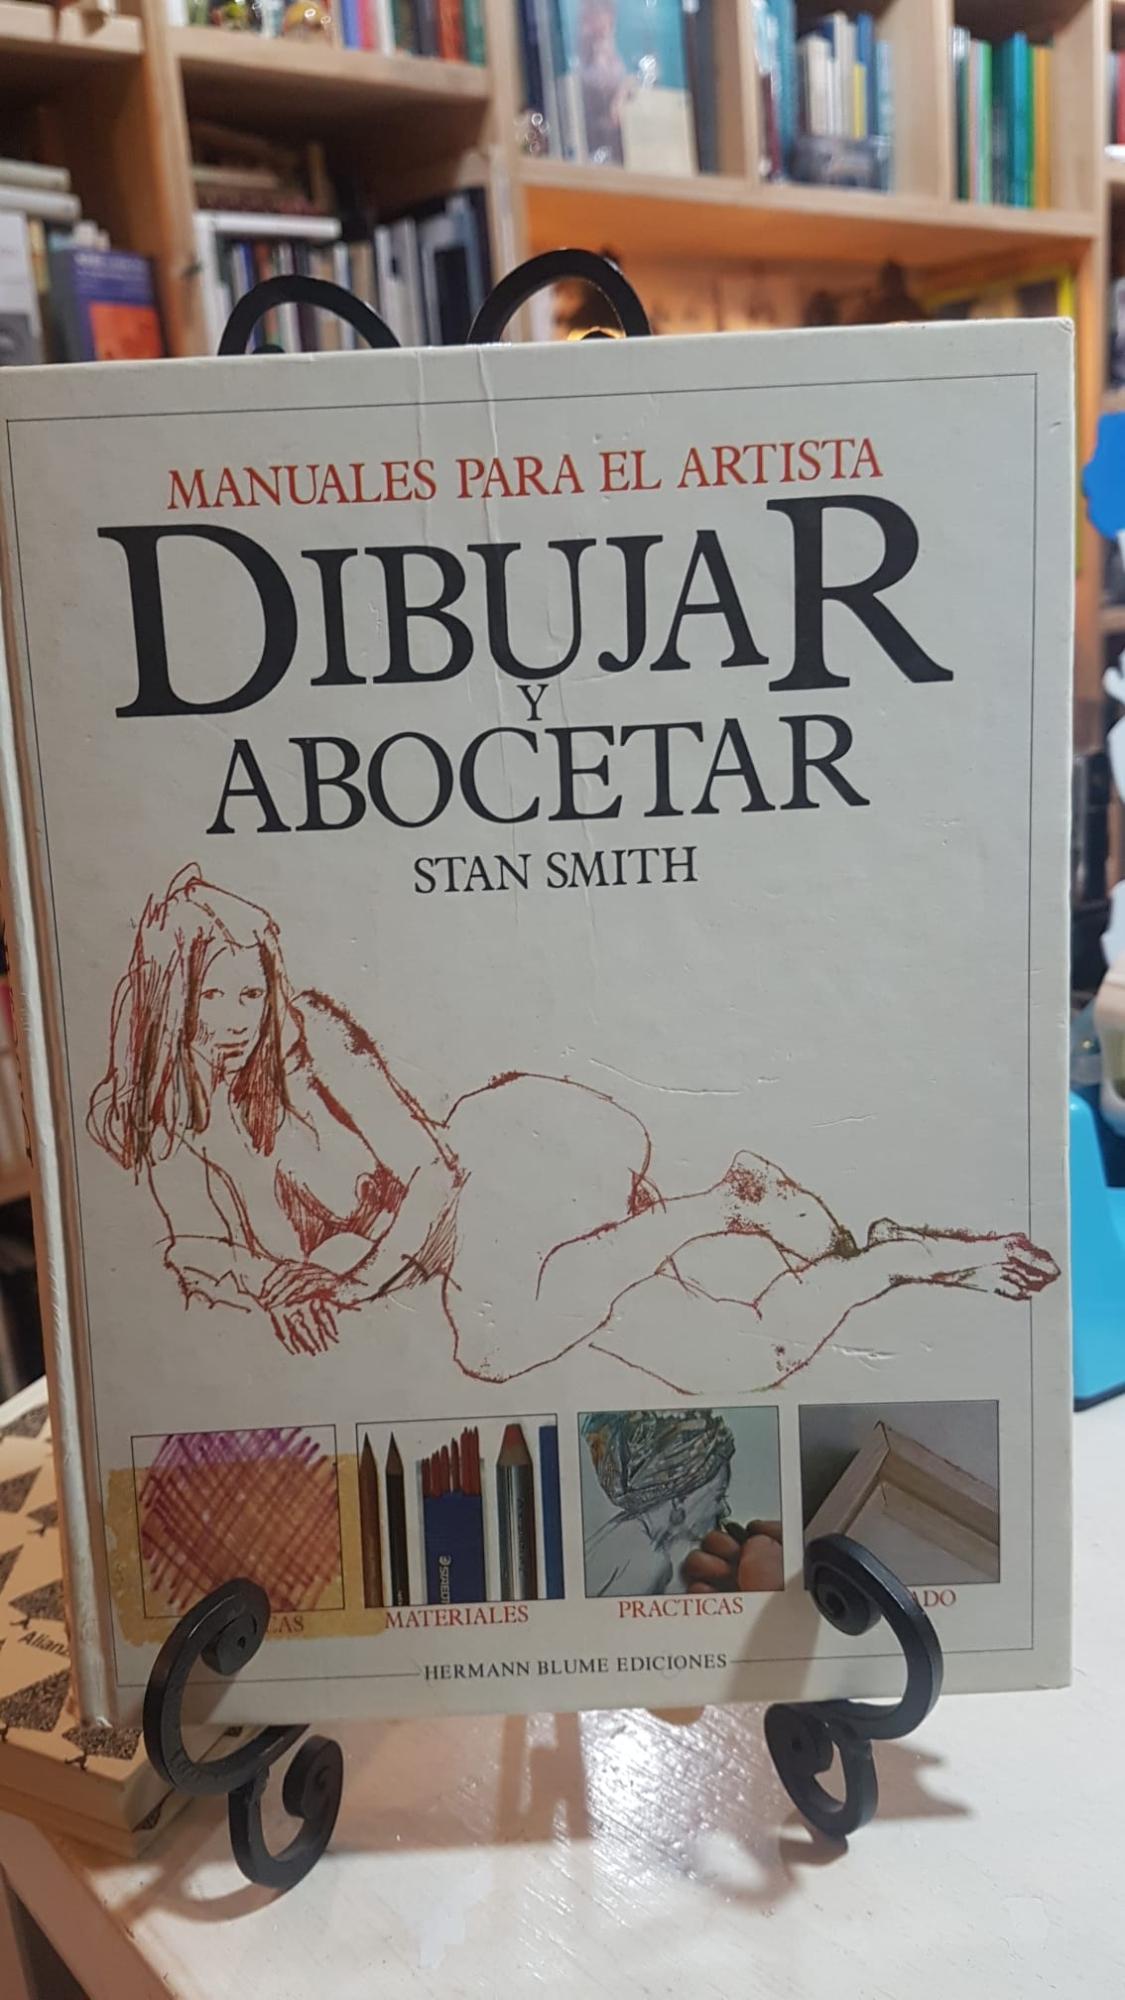 MANUALES PARA EL ARTISTA
DIBUJAR
Y
ABOCETAR
STAN SMITH
MATERIALES
PRACTICAS
HERMANN BLUME EDICIONES